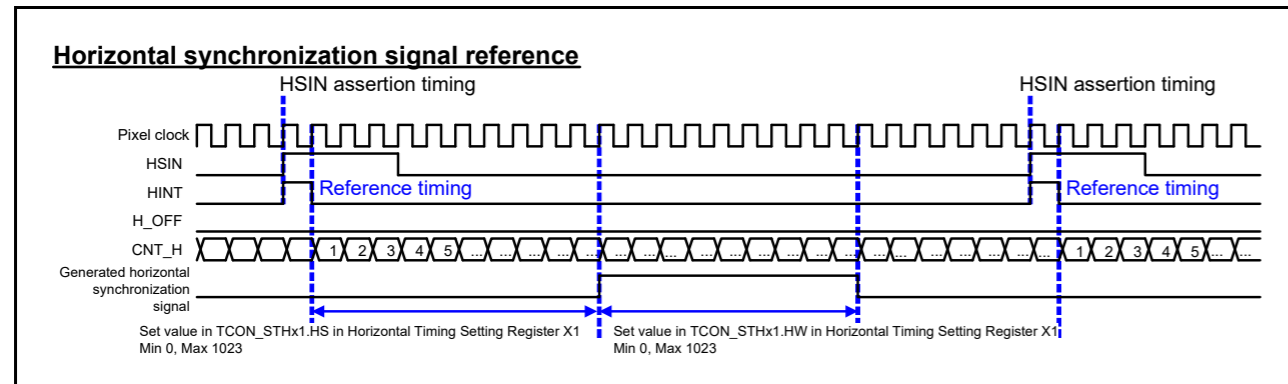 Horizontal synchronization signal reference
HSIN assertion timing HSIN assertion timing
Pixel clock
HSIN
HINT Reference timing Reference timing
H_OFF
CNT_H 1 2 3 4 5 ... ... ... ... ... ... ... ... ... ... ... ... ... ... ... ... ... ... ... ... ... 1 2 3 4 5 ... ...
Generated horizontal
synchronization
signal
Set value in TCON_STHx1.HS in Horizontal Timing Setting Register X1 Set value in TCON_STHx1.HW in Horizontal Timing Setting Register X1
Min 0, Max 1023 Min 0, Max 1023